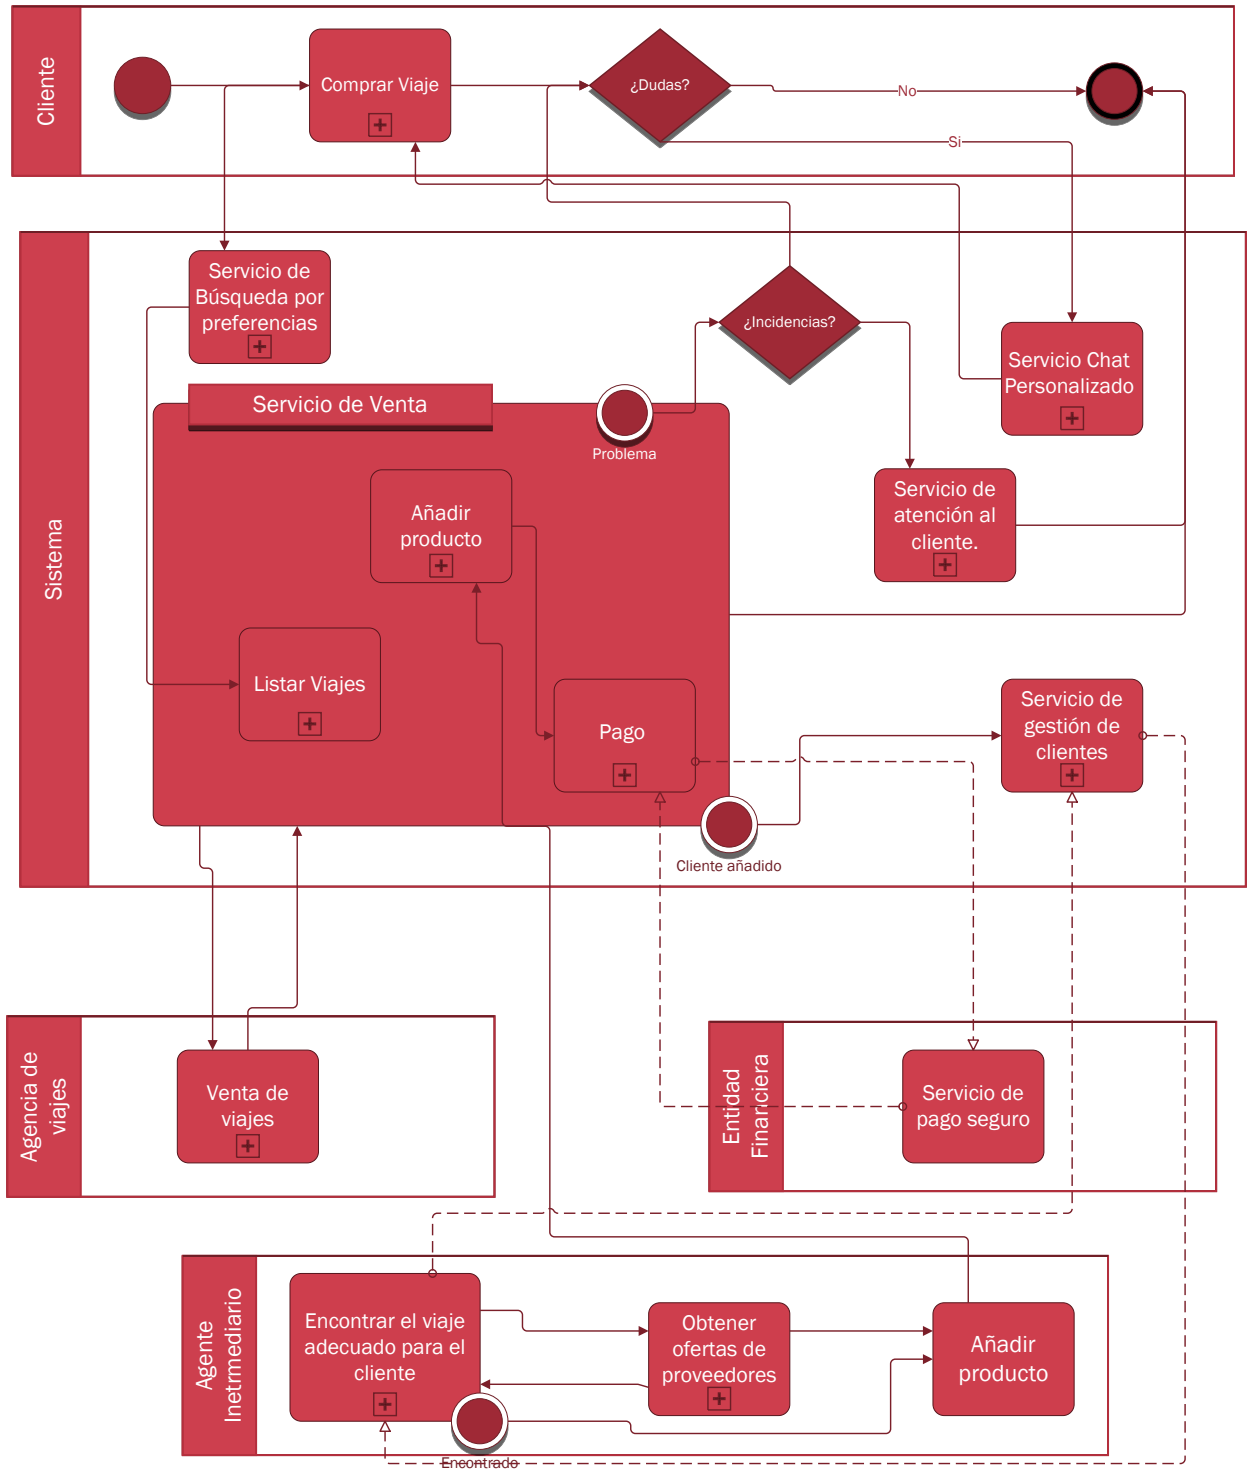 Cliente
Comprar Viaje
¿Dudas?
No
Si
Sistema
Servicio de
Búsqueda por
preferencias
¿Incidencias?
Servicio Chat
Personalizado
Servicio de Venta
Problema
Servicio de
atención al
cliente.
Añadir
producto
Listar Viajes
Pago
Servicio de
gestión de
clientes
Cliente añadido
Agencia de
viajes
Venta de
viajes
Entidad
Finariciera
Servicio de
pago seguro
Agente
Inetrmediario
Encontrar el viaje
adecuado para el
cliente
Obtener
ofertas de
proveedores
Añadir
producto
Encontrado